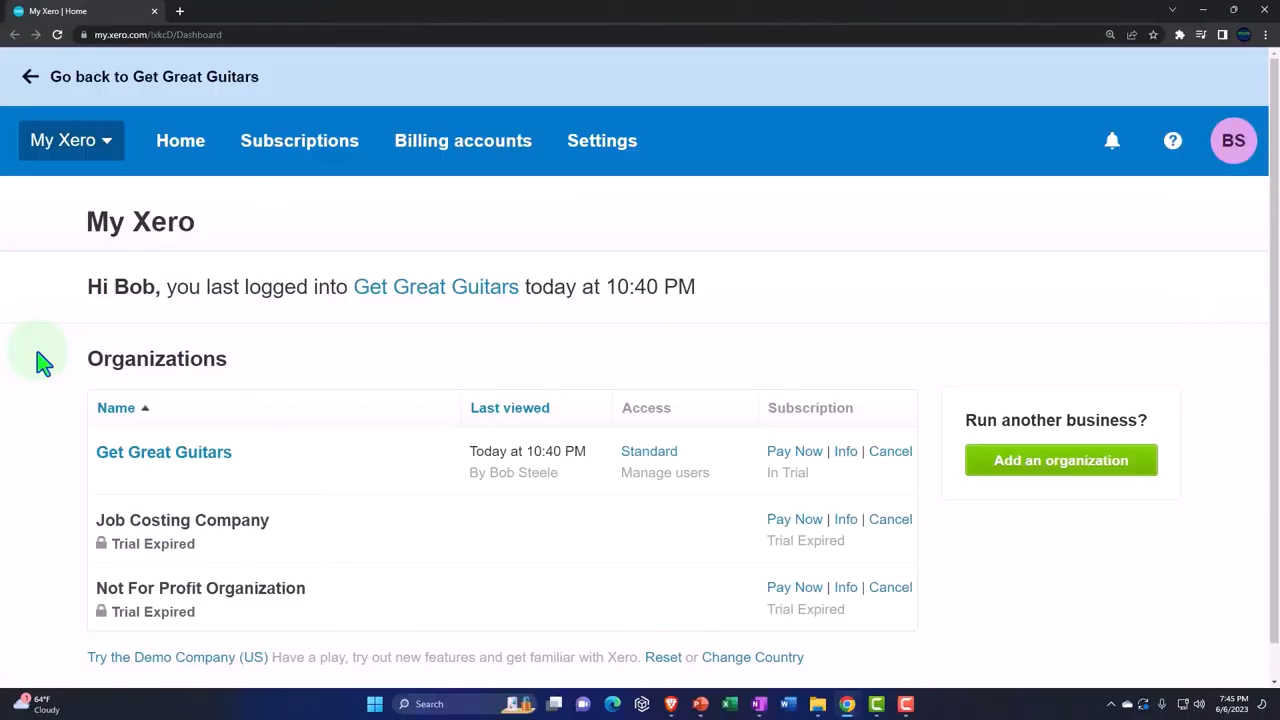 My Xero | Home
my.xero.com/!xkcD/Dashboard
Go back to Get Great Guitars
My Xero Home Subscriptions Billing accounts Settings BS
My Xero
Hi Bob, you last logged into Get Great Guitars today at 10:40 PM
Organizations
Name Last viewed Access Subscription
Get Great Guitars Today at 10:40 PM Standard Pay Now | Info | Cancel
By Bob Steele Manage users In Trial
Job Costing Company Pay Now | Info | Cancel
Trial Expired Trial Expired
Not For Profit Organization Pay Now | Info | Cancel
Trial Expired Trial Expired
Run another business?
Add an organization
Try the Demo Company (US) Have a play, try out new features and get familiar with Xero. Reset or Change Country
64°F
Cloudy
Search
7:45 PM
6/6/2023